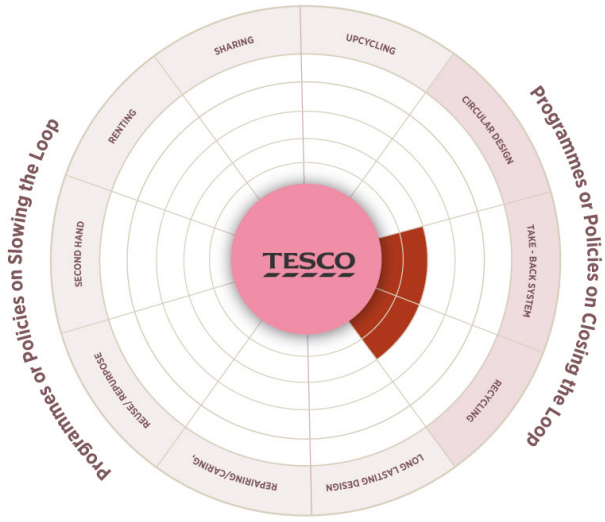 Programmes or Policies on Slowing the Loop
Programmes or Policies on Closing the Loop
SHARING
UPCYCLING
CIRCULAR DESIGN
TAKE - BACK SYSTEM
RECYCLING
LONG LASTING DESIGN
REPAIRING/CARING,
REUSE/ REPURPOSE
SECOND HAND
RENTING
TESCO